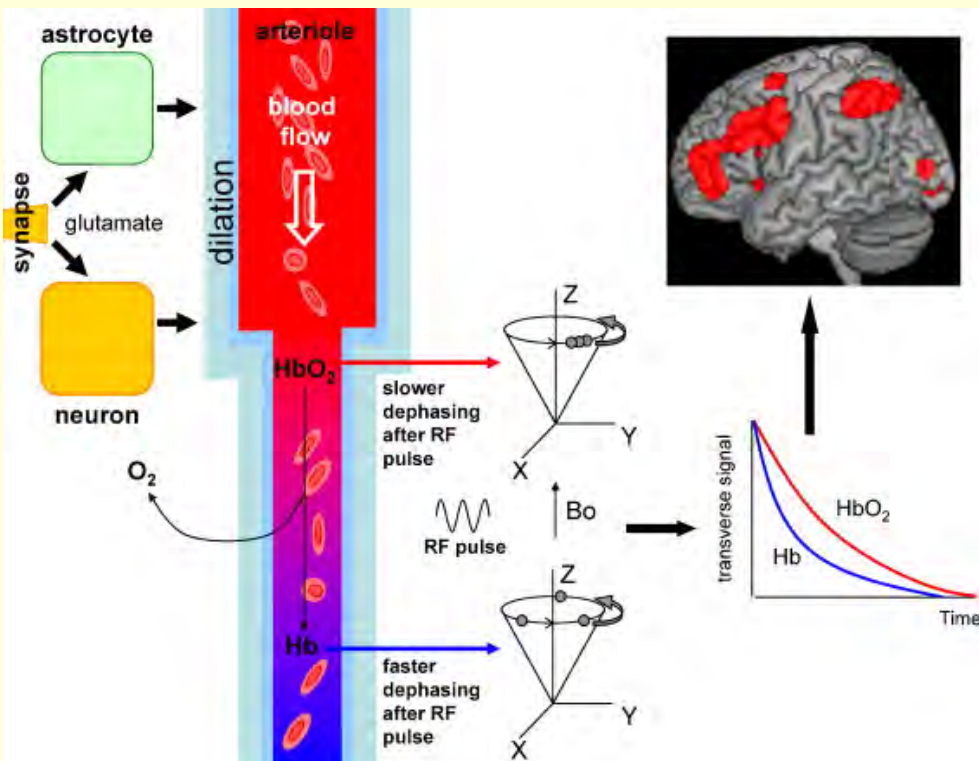 astrocyte
arteriole
blood
flow
synapse
glutamate
dilation
neuron
HbO₂
slower
dephasing
after RF
pulse
O₂
RF pulse
Bo
Z
Y
X
Hb
faster
dephasing
after RF
pulse
Z
Y
X
transverse signal
HbO₂
Hb
Time